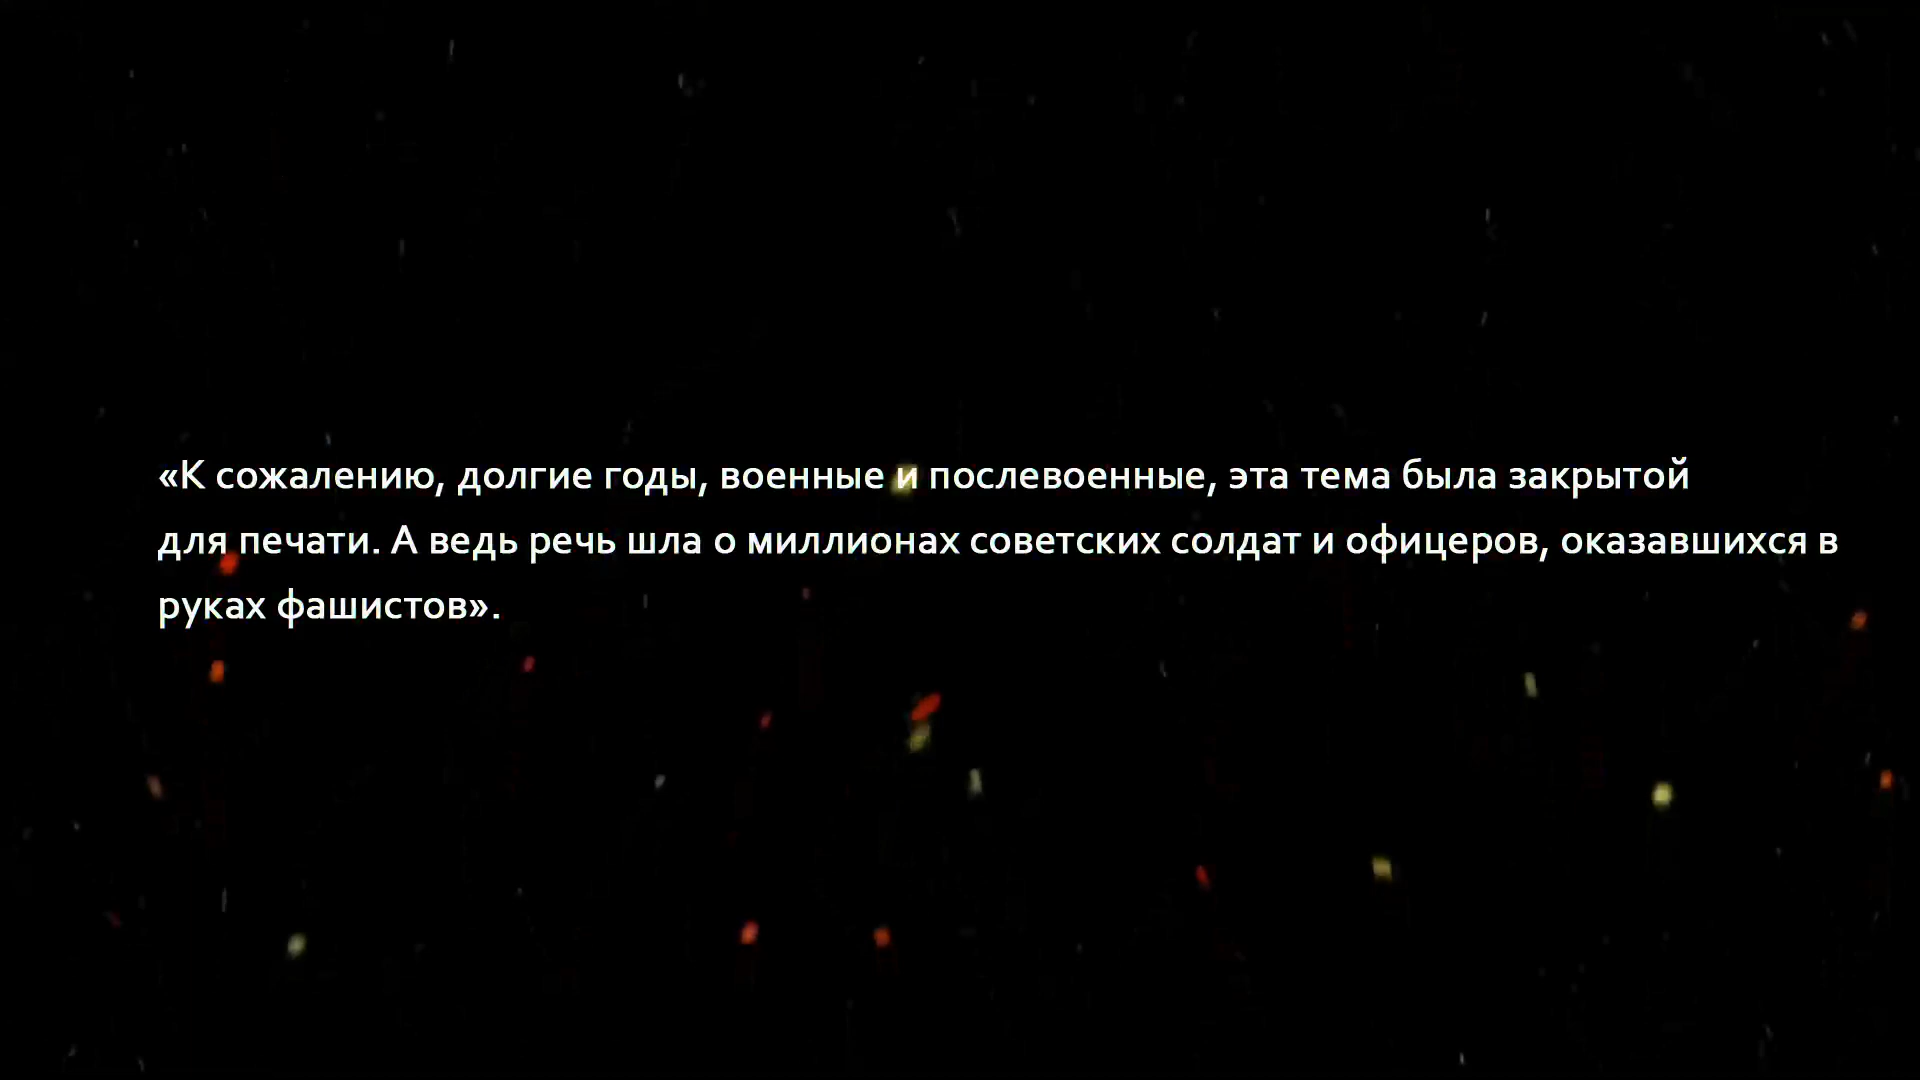 «К сожалению, долгие годы, военные и послевоенные, эта тема была закрытой
для печати. А ведь речь шла о миллионах советских солдат и офицеров, оказавшихся в
руках фашистов».